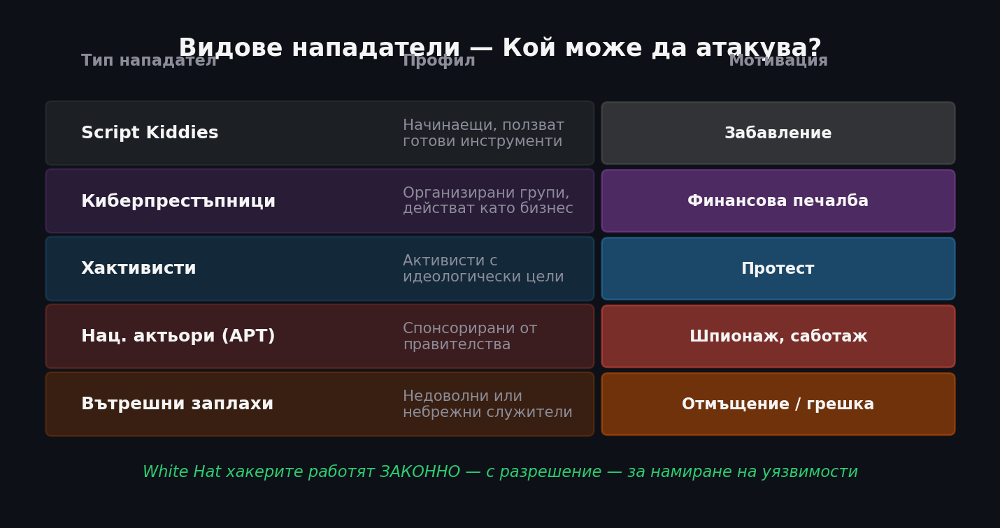 Видове нападатели — Кой може да атакува?
Тип нападател
Профил
Мотивация
Script Kiddies
Начинаещи, ползват
готови инструменти
Забавление
Киберпрестъпници
Организирани групи,
действат като бизнес
Финансова печалба
Хактивисти
Активисти с
идеологически цели
Протест
Нац. актьори (APT)
Спонсорирани от
правителства
Шпионаж, саботаж
Вътрешни заплахи
Недоволни или
небрежни служители
Отмъщение / грешка
White Hat хакерите работят ЗАКОННО — с разрешение — за намиране на уязвимости